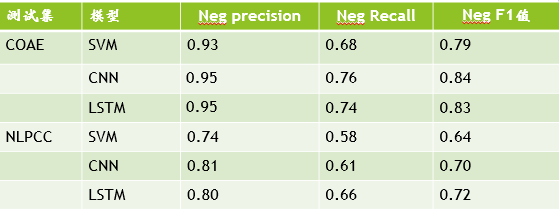 测试集 模型 Neg precision Neg Recall Neg F1值
COAE SVM 0.93 0.68 0.79
CNN 0.95 0.76 0.84
LSTM 0.95 0.74 0.83
NLPCC SVM 0.74 0.58 0.64
CNN 0.81 0.61 0.70
LSTM 0.80 0.66 0.72